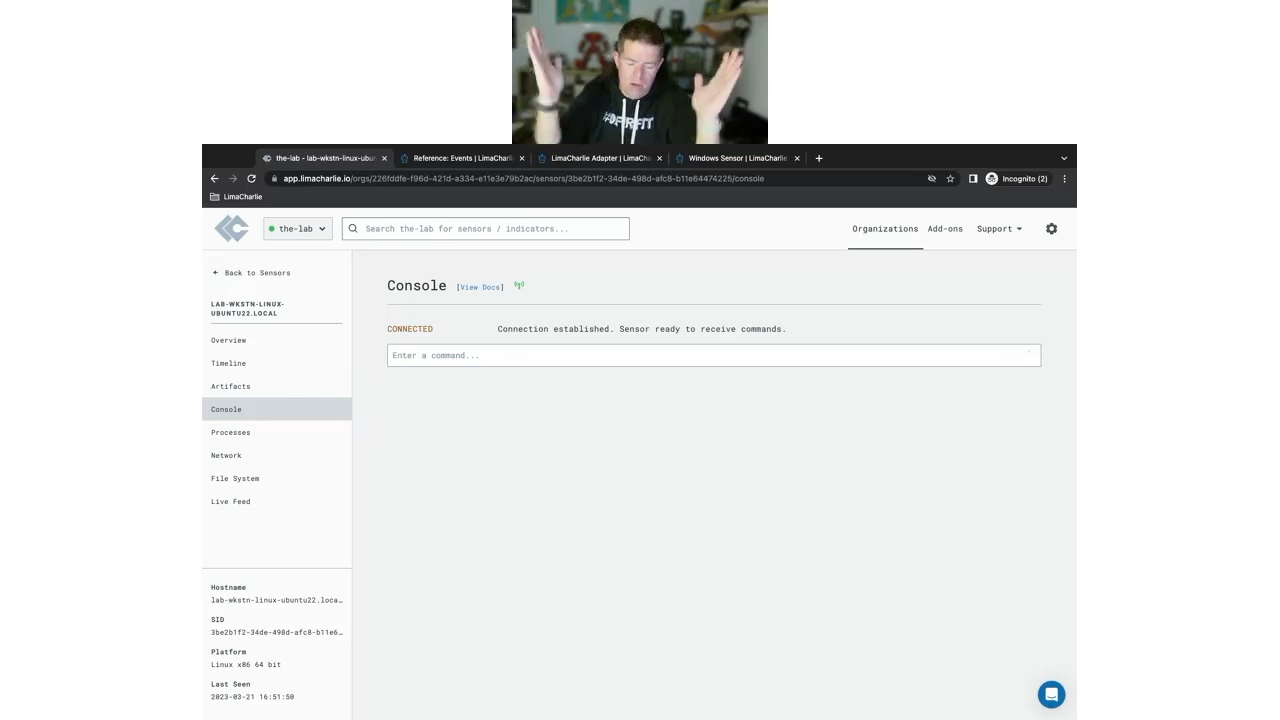 #DFIRFIT
the-lab - lab-wkstn-linux-ubun
Reference: Events | LimaCharli
LimaCharlie Adapter | LimaCha
Windows Sensor | LimaCharlie
app.limacharlie.io/orgs/226fddfe-f96d-421d-a334-e11e3e79b2ac/sensors/3be2b1f2-34de-498d-afc8-b11e64474225/console
Incognito (2)
LimaCharlie
the-lab
Search the-lab for sensors / indicators...
Organizations
Add-ons
Support
Back to Sensors
LAB-WKSTN-LINUX-
UBUNTU22.LOCAL
Overview
Timeline
Artifacts
Console
Processes
Network
File System
Live Feed
Console [View Docs]
CONNECTED Connection established. Sensor ready to receive commands.
Enter a command...
Hostname
lab-wkstn-linux-ubuntu22.loca…
SID
3be2b1f2-34de-498d-afc8-b11e6…
Platform
Linux x86 64 bit
Last Seen
2023-03-21 16:51:50